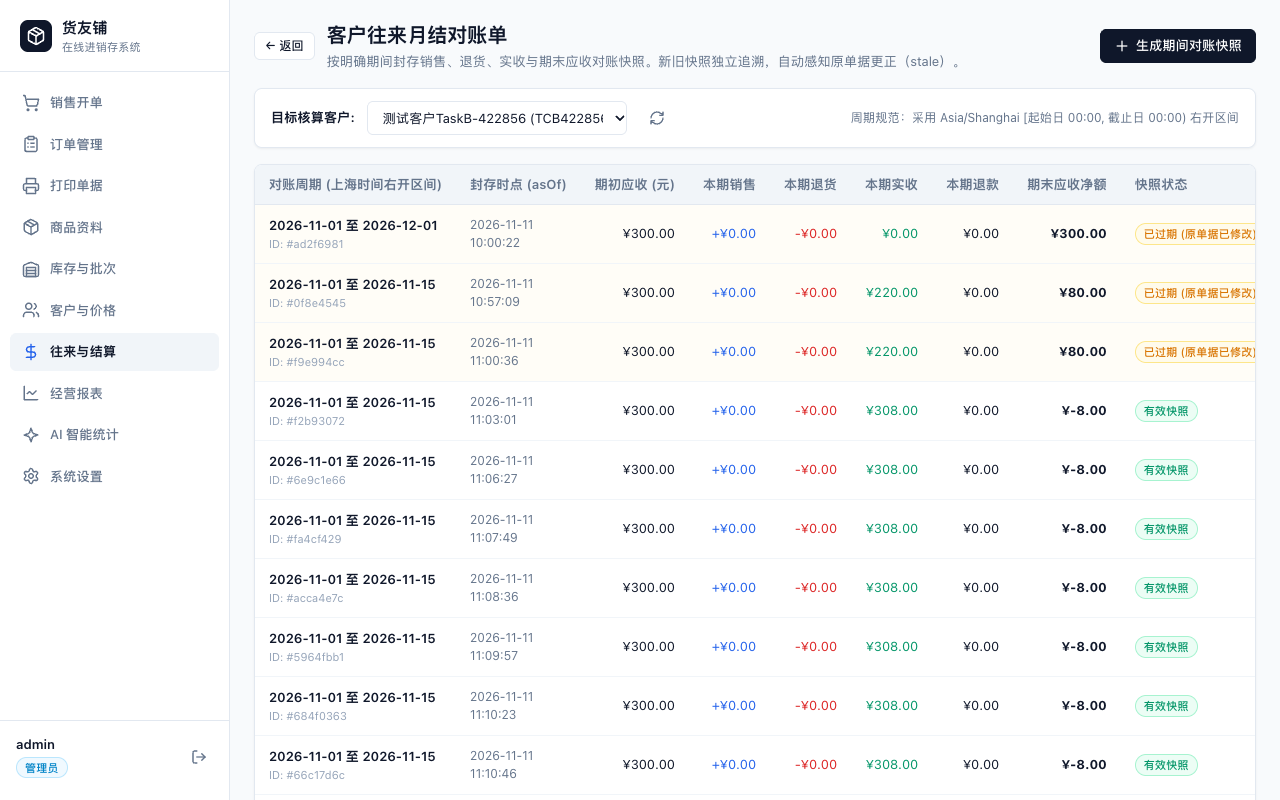 货友铺
在线进销存系统
销售开单
订单管理
打印单据
商品资料
库存与批次
客户与价格
往来与结算
经营报表
AI 智能统计
系统设置
admin
管理员
← 返回
客户往来月结对账单
按明确期间封存销售、退货、实收与期末应收对账快照。新旧快照独立追溯，自动感知原单据更正（stale）。
＋ 生成期间对账快照
目标核算客户: 测试客户TaskB-422856 (TCB42285
周期规范：采用 Asia/Shanghai [起始日 00:00, 截止日 00:00) 右开区间
对账周期 (上海时间右开区间) 封存时点 (asOf) 期初应收 (元) 本期销售 本期退货 本期实收 本期退款 期末应收净额 快照状态
2026-11-01 至 2026-12-01 2026-11-11 ¥300.00 +¥0.00 -¥0.00 ¥0.00 ¥0.00 ¥300.00 已过期 (原单据已修改)
ID: #ad2f6981 10:00:22
2026-11-01 至 2026-11-15 2026-11-11 ¥300.00 +¥0.00 -¥0.00 ¥220.00 ¥0.00 ¥80.00 已过期 (原单据已修改)
ID: #0f8e4545 10:57:09
2026-11-01 至 2026-11-15 2026-11-11 ¥300.00 +¥0.00 -¥0.00 ¥220.00 ¥0.00 ¥80.00 已过期 (原单据已修改)
ID: #f9e994cc 11:00:36
2026-11-01 至 2026-11-15 2026-11-11 ¥300.00 +¥0.00 -¥0.00 ¥308.00 ¥0.00 ¥-8.00 有效快照
ID: #f2b93072 11:03:01
2026-11-01 至 2026-11-15 2026-11-11 ¥300.00 +¥0.00 -¥0.00 ¥308.00 ¥0.00 ¥-8.00 有效快照
ID: #6e9c1e66 11:06:27
2026-11-01 至 2026-11-15 2026-11-11 ¥300.00 +¥0.00 -¥0.00 ¥308.00 ¥0.00 ¥-8.00 有效快照
ID: #fa4cf429 11:07:49
2026-11-01 至 2026-11-15 2026-11-11 ¥300.00 +¥0.00 -¥0.00 ¥308.00 ¥0.00 ¥-8.00 有效快照
ID: #acca4e7c 11:08:36
2026-11-01 至 2026-11-15 2026-11-11 ¥300.00 +¥0.00 -¥0.00 ¥308.00 ¥0.00 ¥-8.00 有效快照
ID: #5964fbb1 11:09:57
2026-11-01 至 2026-11-15 2026-11-11 ¥300.00 +¥0.00 -¥0.00 ¥308.00 ¥0.00 ¥-8.00 有效快照
ID: #684f0363 11:10:23
2026-11-01 至 2026-11-15 2026-11-11 ¥300.00 +¥0.00 -¥0.00 ¥308.00 ¥0.00 ¥-8.00 有效快照
ID: #66c17d6c 11:10:46